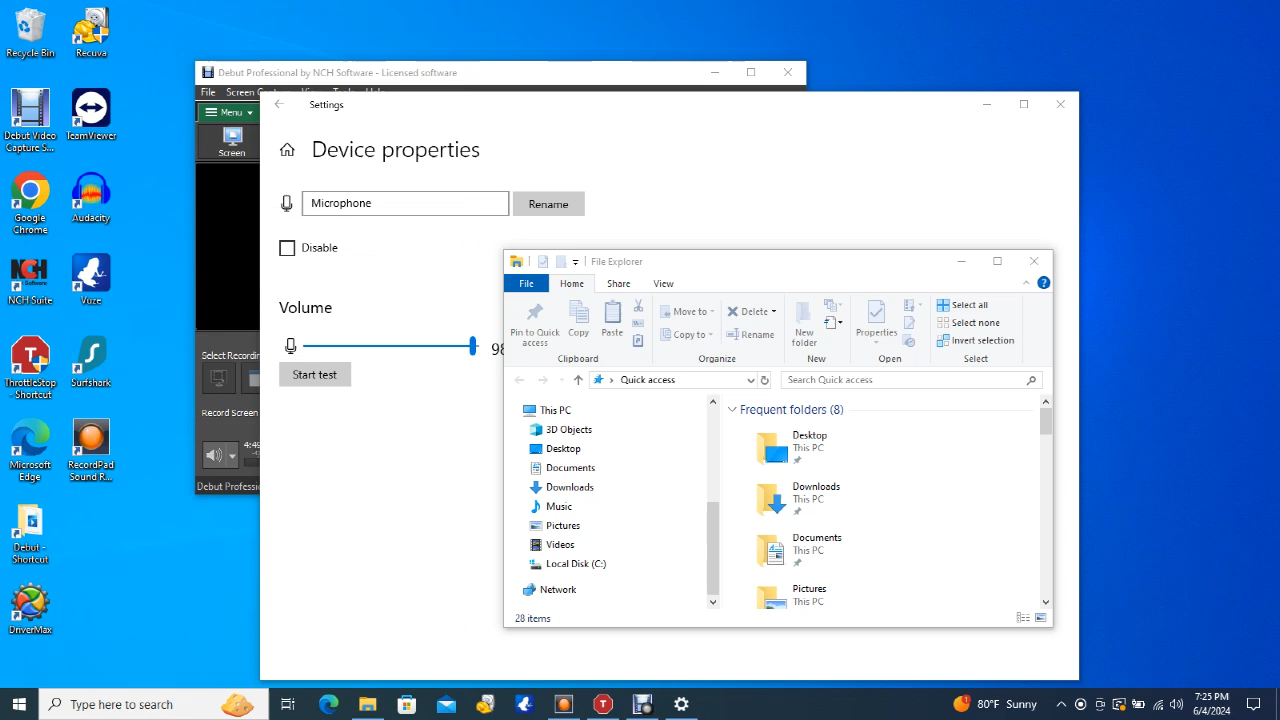 Recycle Bin
Recuva
Debut Video Capture S...
TeamViewer
Google Chrome
Audacity
NCH Suite
Vuze
ThrottleStop - Shortcut
Surfshark
Microsoft Edge
RecordPad Sound R...
Debut - Shortcut
DriverMax
Debut Professional by NCH Software - Licensed software
File
Menu
Screen
Select Recordin
Record Screen
Debut Profess
Settings
Device properties
Microphone
Rename
Disable
Volume
98
Start test
File Explorer
File Home Share View
Pin to Quick access
Copy
Paste
Clipboard
Move to
Copy to
Delete
Rename
Organize
New folder
New
Properties
Open
Select all
Select none
Invert selection
Select
Quick access
Search Quick access
This PC
3D Objects
Desktop
Documents
Downloads
Music
Pictures
Videos
Local Disk (C:)
Network
Frequent folders (8)
Desktop
This PC
Downloads
This PC
Documents
This PC
Pictures
This PC
28 items
Type here to search
80°F Sunny
7:25 PM
6/4/2024